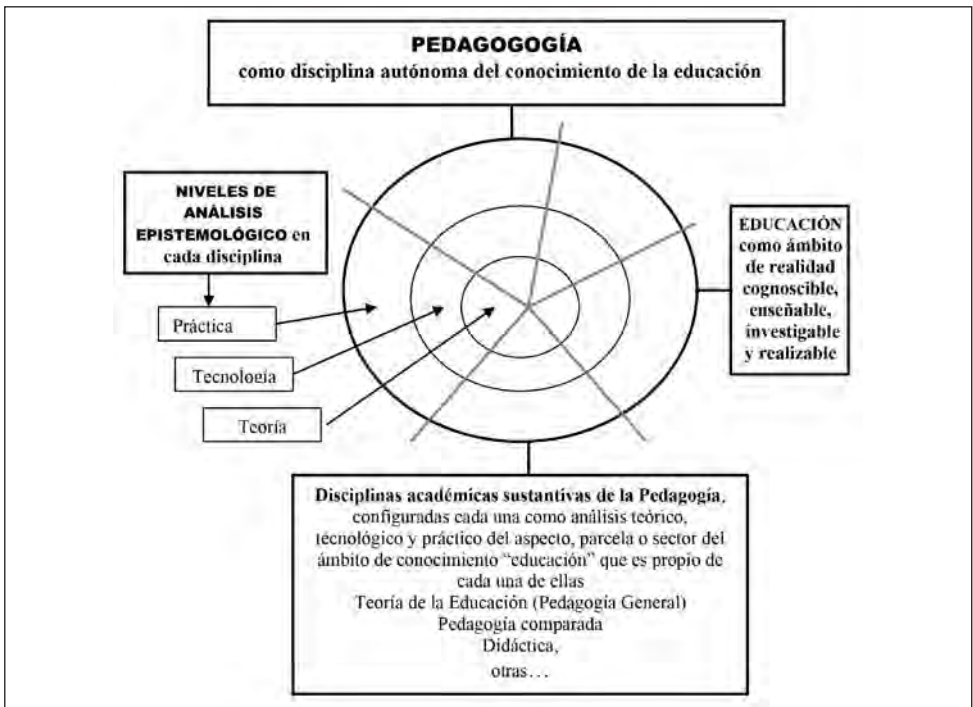 PEDAGOGOGÍA
como disciplina autónoma del conocimiento de la educación
NIVELES DE
ANÁLISIS
EPISTEMOLÓGICO en
cada disciplina
Práctica
Tecnología
Teoría
EDUCACIÓN
como ámbito
de realidad
cognoscible,
enseñable,
investigable
y realizable
Disciplinas académicas sustantivas de la Pedagogía,
configuradas cada una como análisis teórico,
técnológico y práctico del aspecto, parcela o sector del
ámbito de conocimiento “educación” que es propio de
cada una de ellas
Teoría de la Educación (Pedagogía General)
Pedagogía comparada
Didáctica,
otras…